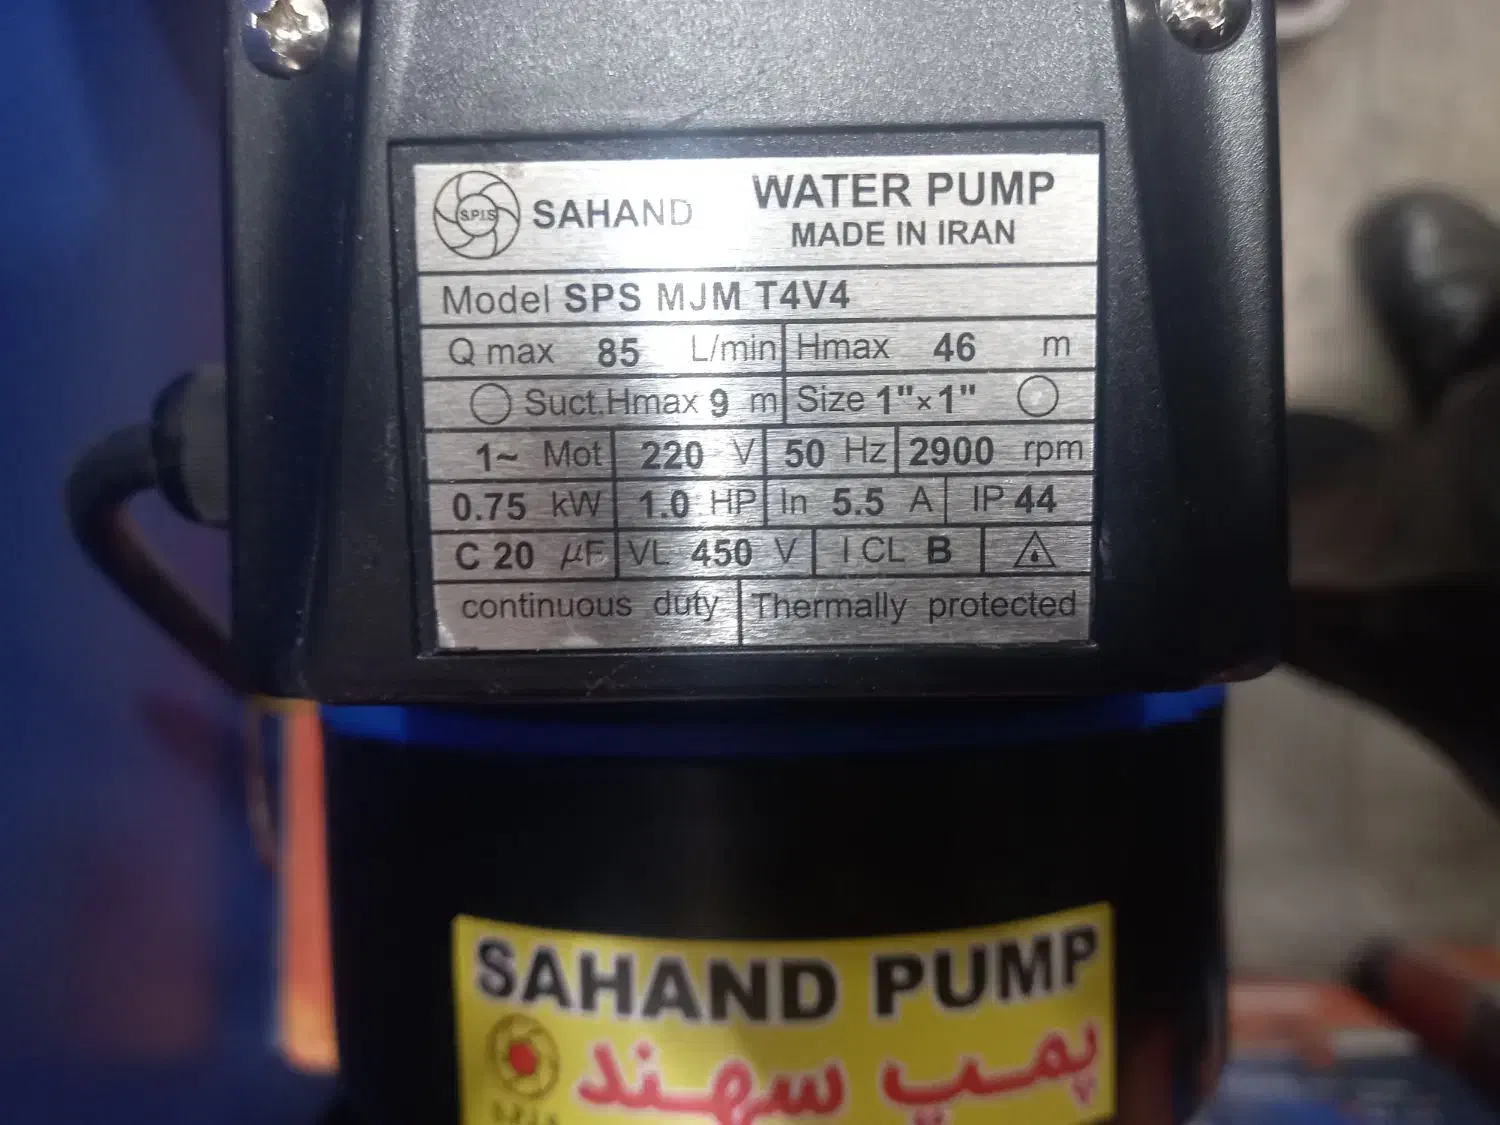 S.P.I.S SAHAND WATER PUMP
MADE IN IRAN
Model SPS MJM T4V4
Q max 85 L/min Hmax 46 m
Suct.Hmax 9 m Size 1"×1"
1~ Mot 220 V 50 Hz 2900 rpm
0.75 kW 1.0 HP In 5.5 A IP 44
C 20 µF VL 450 V I CL B
continuous duty Thermally protected
SAHAND PUMP
پمپ سهند